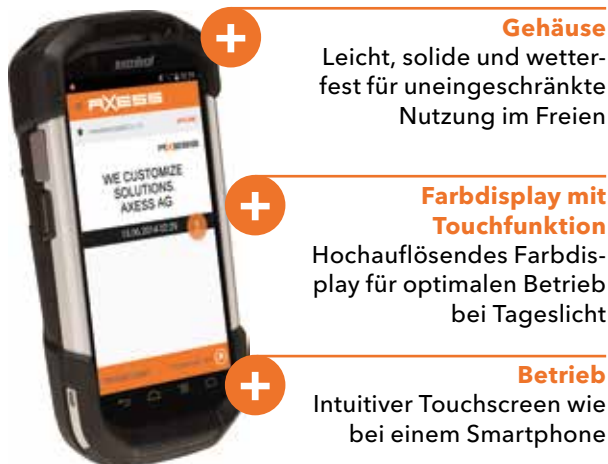 Gehäuse
Leicht, solide und wetter-
fest für uneingeschränkte
Nutzung im Freien
AXESS
WE CUSTOMIZE
SOLUTIONS.
AXESS AG
Farbdisplay mit
Touchfunktion
Hochauflösendes Farbdis-
play für optimalen Betrieb
bei Tageslicht
Betrieb
Intuitiver Touchscreen wie
bei einem Smartphone